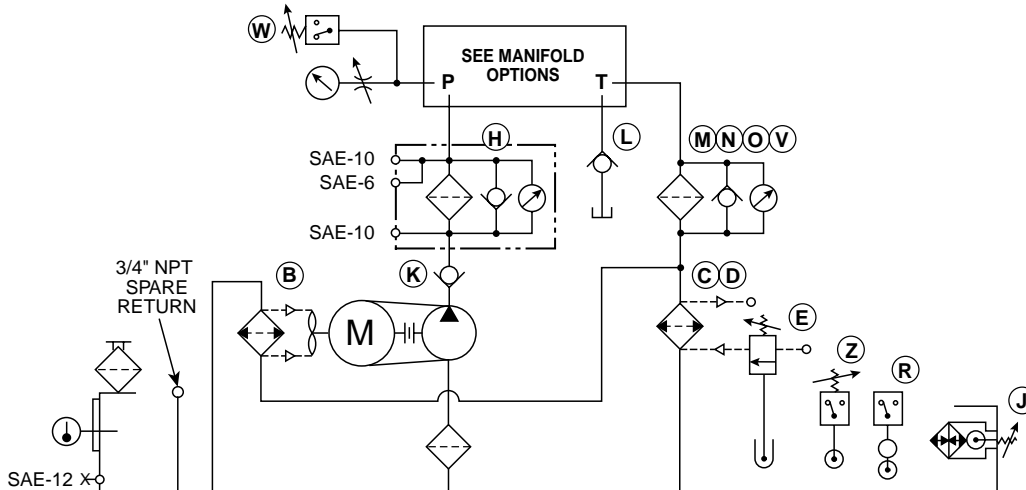 W
SEE MANIFOLD
OPTIONS
P
T
H
L
M N O V
SAE-10
SAE-6
SAE-10
3/4" NPT
SPARE
RETURN
B
K
C D
M
E
Z
R
J
SAE-12 X